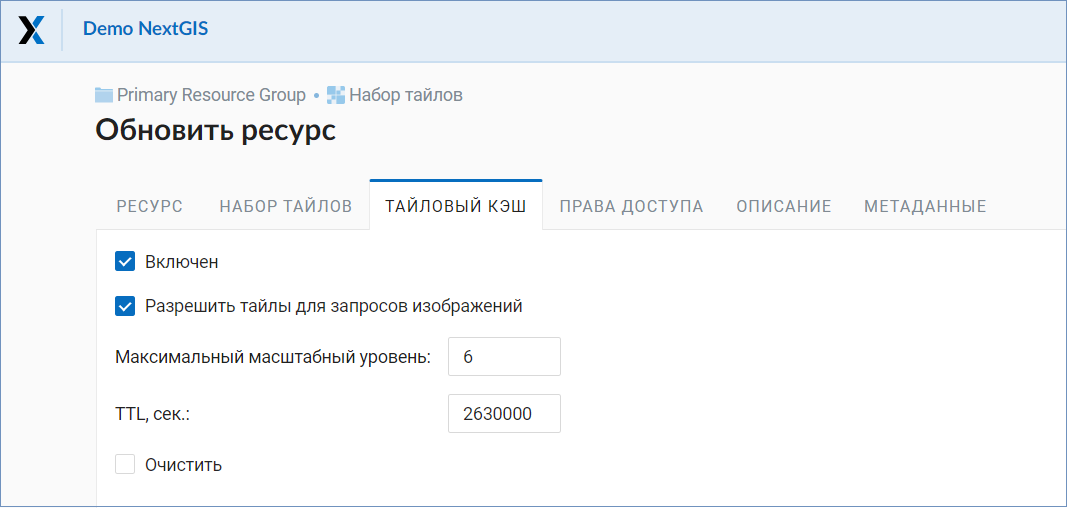 Demo NextGIS
Primary Resource Group • Набор тайлов
Обновить ресурс
РЕСУРС НАБОР ТАЙЛОВ ТАЙЛОВЫЙ КЭШ ПРАВА ДОСТУПА ОПИСАНИЕ МЕТАДАННЫЕ
Включен
Разрешить тайлы для запросов изображений
Максимальный масштабный уровень: 6
TTL, сек.: 2630000
Очистить